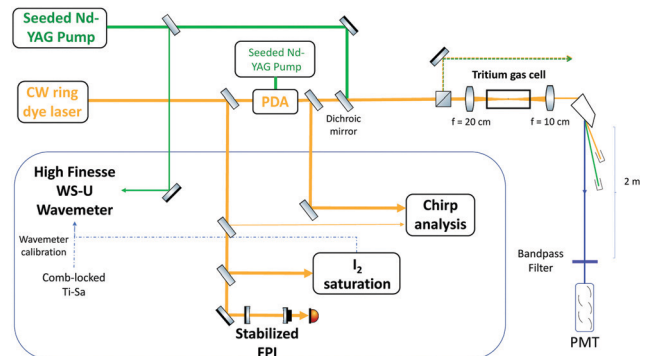 Seeded Nd-
YAG Pump
Seeded Nd-
YAG Pump
CW ring
dye laser
PDA
Dichroic
mirror
Tritium gas cell
f = 20 cm
f = 10 cm
2 m
High Finesse
WS-U
Wavemeter
Chirp
analysis
Wavemeter
calibration
I2
saturation
Comb-locked
Ti-Sa
Stabilized
FPI
Bandpass
Filter
PMT